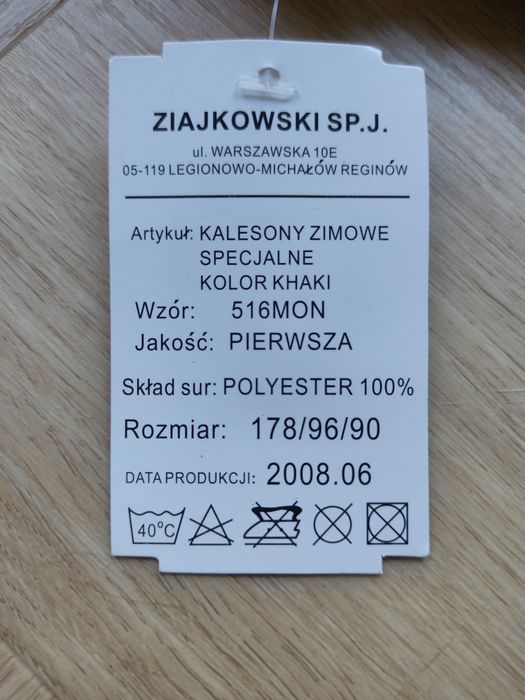 ZIAJKOWSKI SP.J.
ul. WARSZAWSKA 10E
05-119 LEGIONOWO-MICHAŁÓW REGINÓW
Artykuł: KALESONY ZIMOWE
SPECJALNE
KOLOR KHAKI
Wzór: 516MON
Jakość: PIERWSZA
Skład sur: POLYESTER 100%
Rozmiar: 178/96/90
DATA PRODUKCJI: 2008.06
40°C